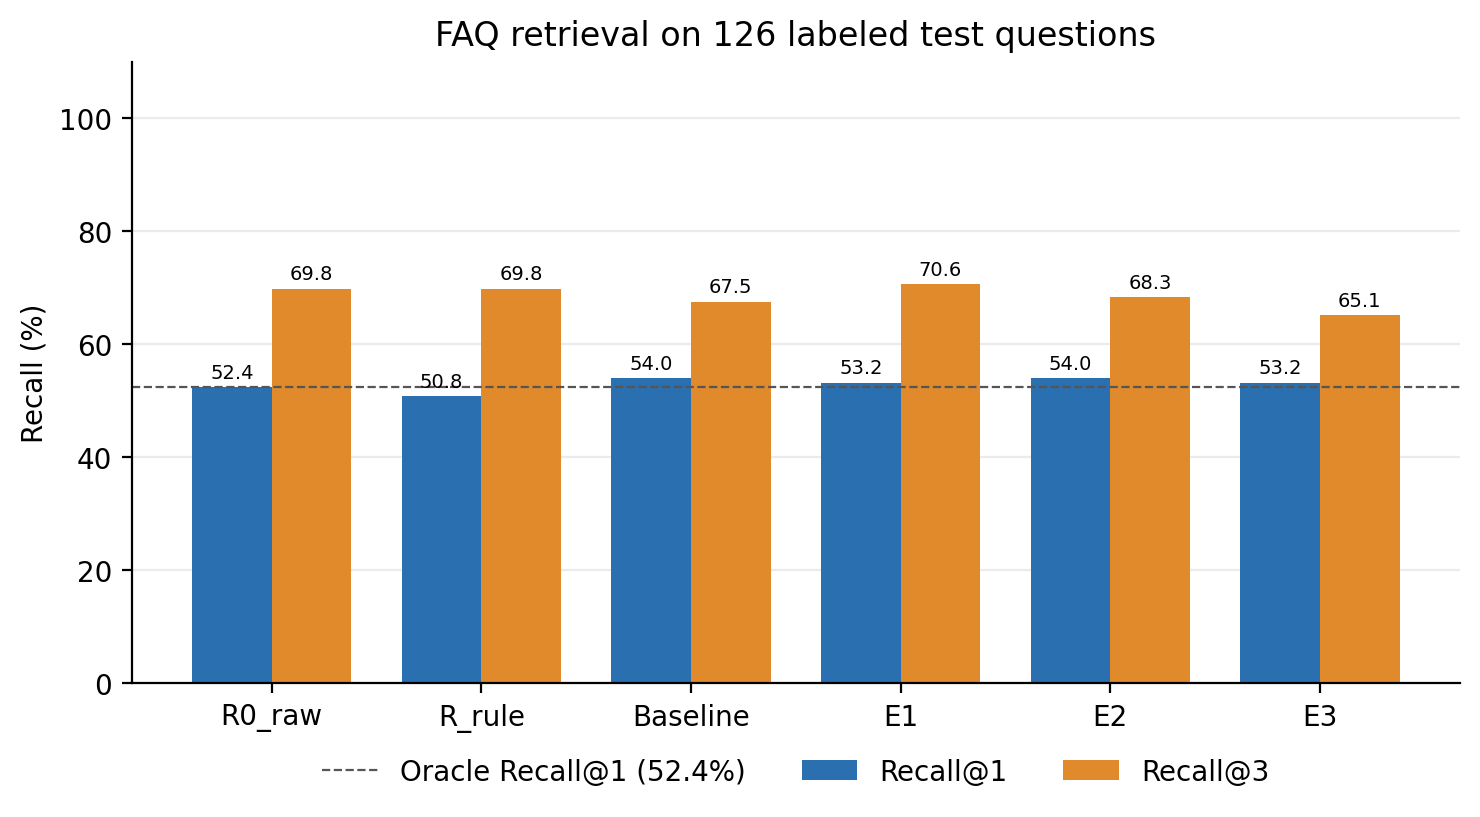 FAQ retrieval on 126 labeled test questions
Recall (%)
100
80
60
40
20
0
52.4
69.8
50.8
69.8
54.0
67.5
53.2
70.6
54.0
68.3
53.2
65.1
R0_raw
R_rule
Baseline
E1
E2
E3
Oracle Recall@1 (52.4%)
Recall@1
Recall@3